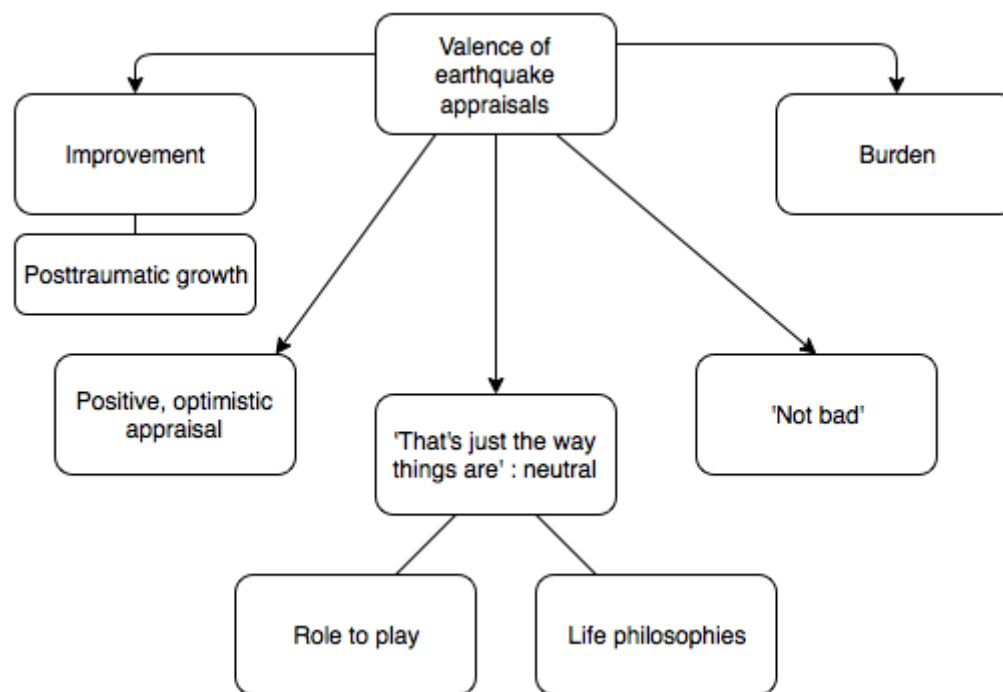 Valence of
earthquake
appraisals
Improvement
Burden
Posttraumatic growth
Positive, optimistic
appraisal
'That's just the way
things are' : neutral
'Not bad'
Role to play
Life philosophies